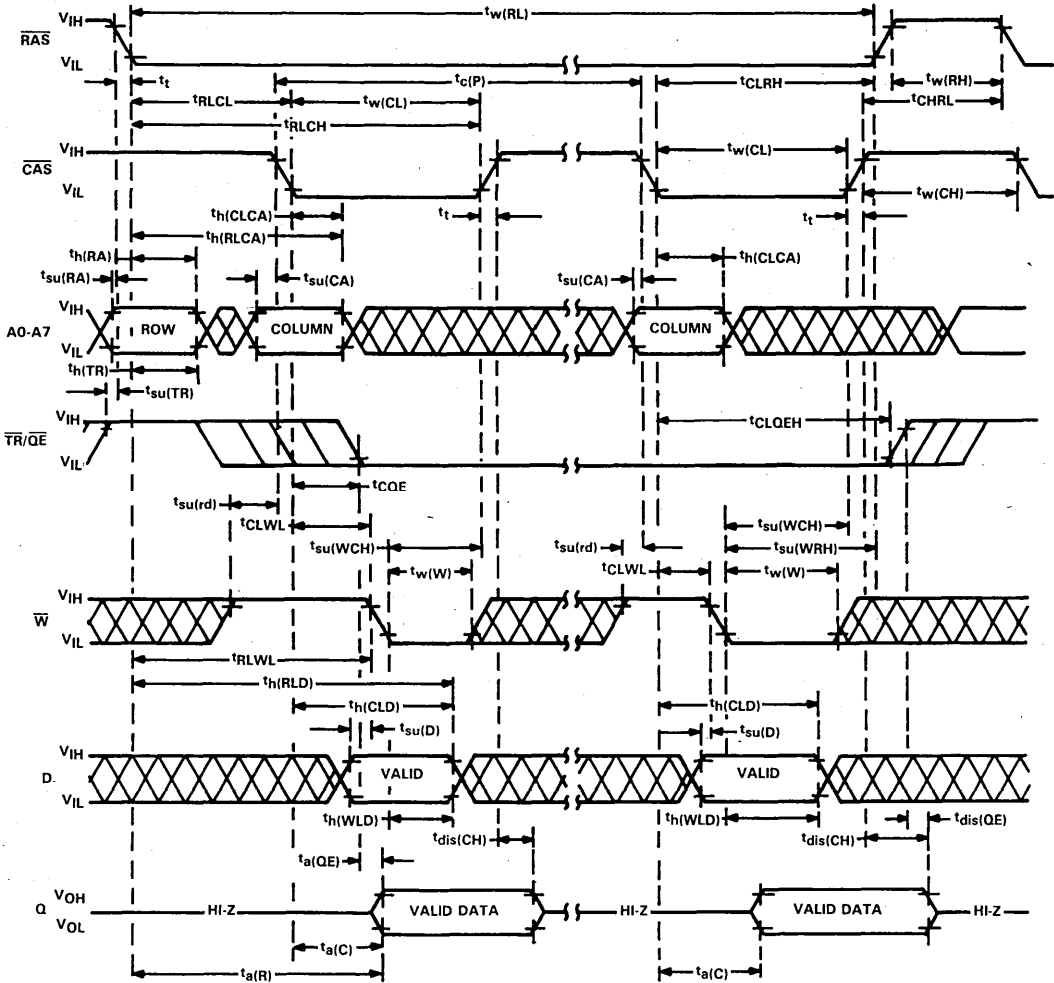 VIH
tw(RL)
RAS
VIL
tt
tc(P)
tCLRH
tw(RH)
tRLCL
tw(CL)
tCHRL
tRLCH
VIH
CAS
VIL
tw(CL)
tw(CH)
th(CLCA)
tt
tt
th(RLCA)
th(RA)
th(CLCA)
tsu(RA)
tsu(CA)
tsu(CA)
VIH
A0-A7
ROW
COLUMN
COLUMN
VIL
th(TR)
tsu(TR)
VIH
TR/QE
VIL
tCLQEH
tCQE
tsu(rd)
tCLWL
tsu(WCH)
tsu(WCH)
tsu(rd)
tsu(WRH)
tw(W)
tCLWL
tw(W)
VIH
W
VIL
tRLWL
th(RLD)
th(CLD)
th(CLD)
tsu(D)
tsu(D)
VIH
D
VALID
VALID
VIL
th(WLD)
th(WLD)
tdis(QE)
tdis(CH)
tdis(CH)
ta(QE)
VOH
Q
HI-Z
VALID DATA
HI-Z
VALID DATA
HI-Z
VOL
ta(C)
ta(R)
ta(C)